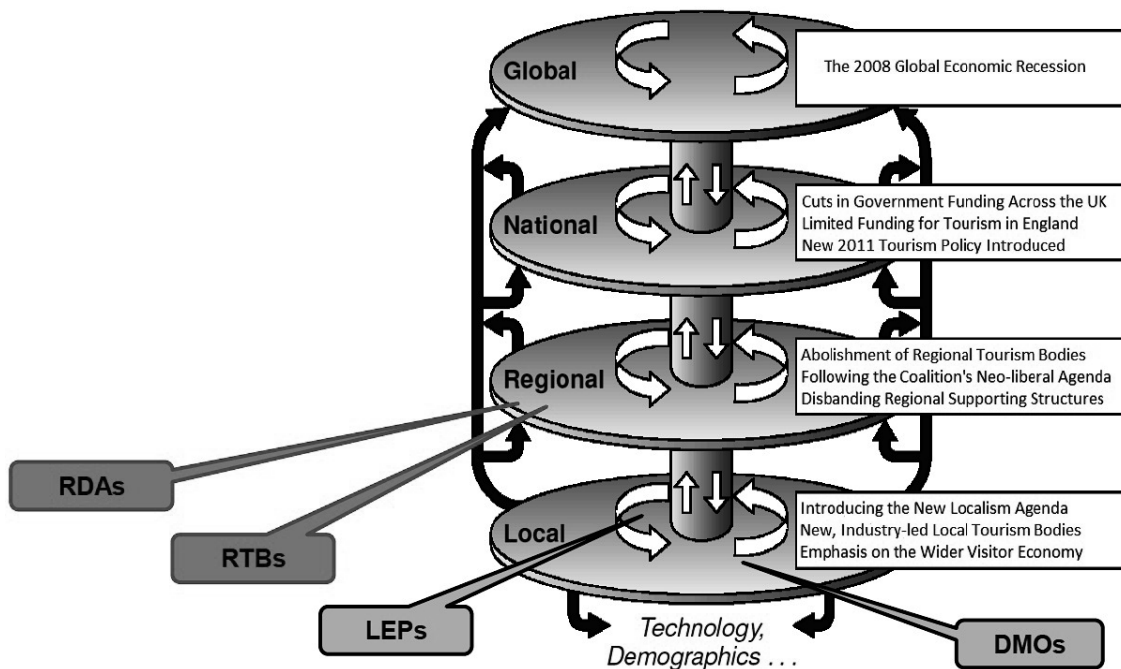 Global
The 2008 Global Economic Recession
National
Cuts in Government Funding Across the UK
Limited Funding for Tourism in England
New 2011 Tourism Policy Introduced
Regional
Abolishment of Regional Tourism Bodies
Following the Coalition's Neo-liberal Agenda
Disbanding Regional Supporting Structures
RDAs
RTBs
Local
Introducing the New Localism Agenda
New, Industry-led Local Tourism Bodies
Emphasis on the Wider Visitor Economy
LEPs
Technology,
Demographics . . .
DMOs